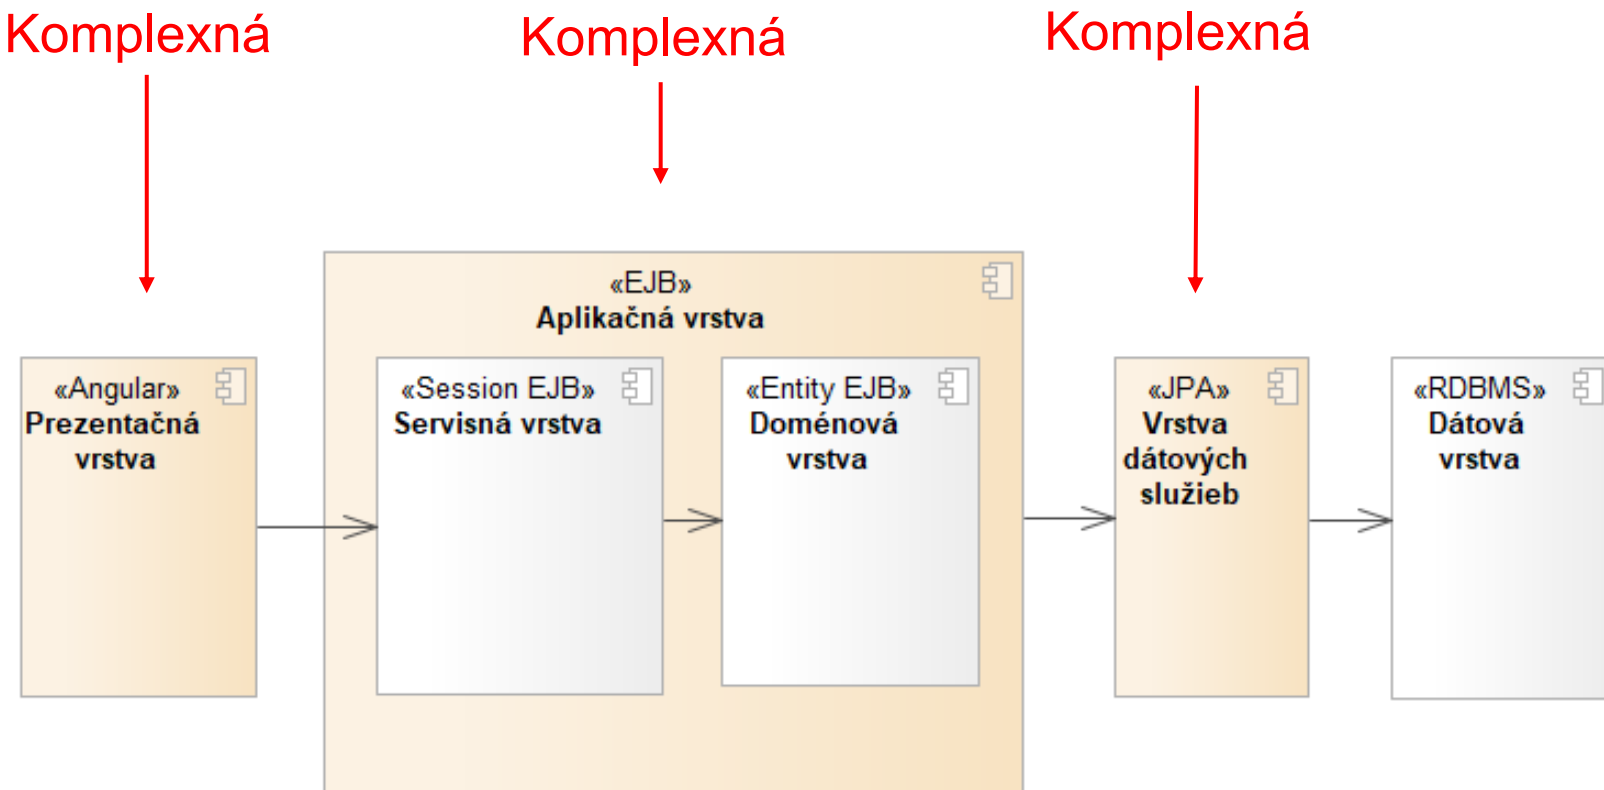 Komplexná
Komplexná
Komplexná
«EJB»
Aplikačná vrstva
«Angular»
Prezentačná
vrstva
«Session EJB»
Servisná vrstva
«Entity EJB»
Doménová
vrstva
«JPA»
Vrstva
dátových
služieb
«RDBMS»
Dátová
vrstva